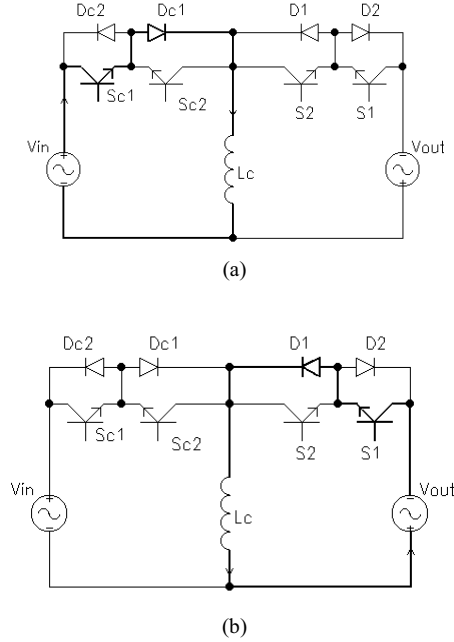 Dc2 Dc1 D1 D2
Sc1 Sc2 S2 S1
Vin + − Lc − + Vout
(a)
Dc2 Dc1 D1 D2
Sc1 Sc2 S2 S1
Vin + − Lc − + Vout
(b)